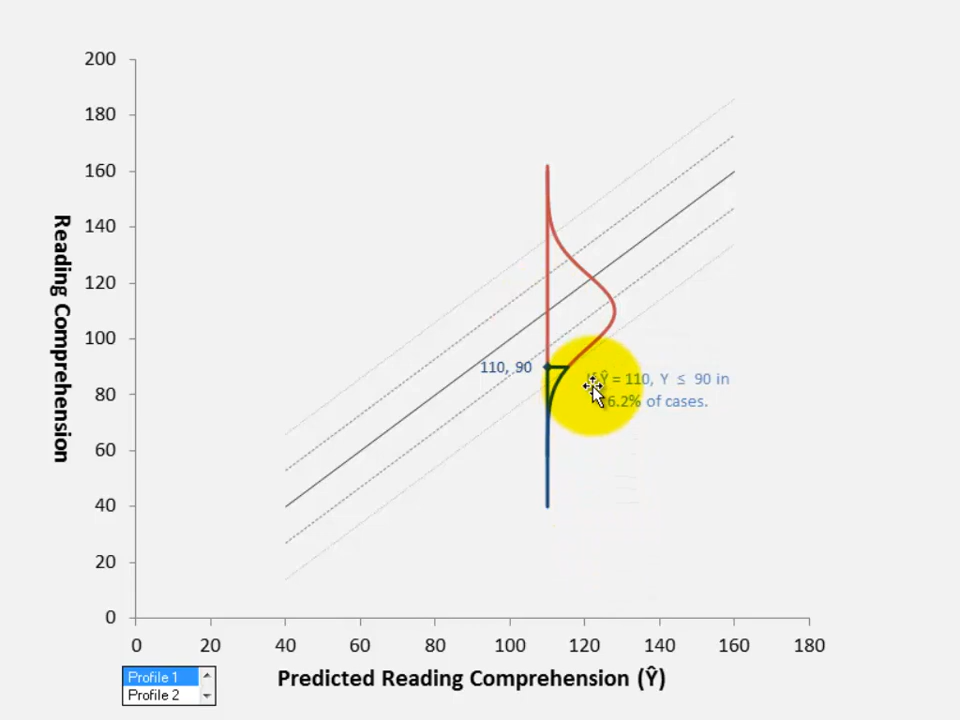 200
180
160
140
120
100
80
60
40
20
0
Reading Comprehension
110, 90
Ŷ = 110, Y ≤ 90 in
6.2% of cases.
0 20 40 60 80 100 120 140 160 180
Predicted Reading Comprehension (Ŷ)
Profile 1
Profile 2